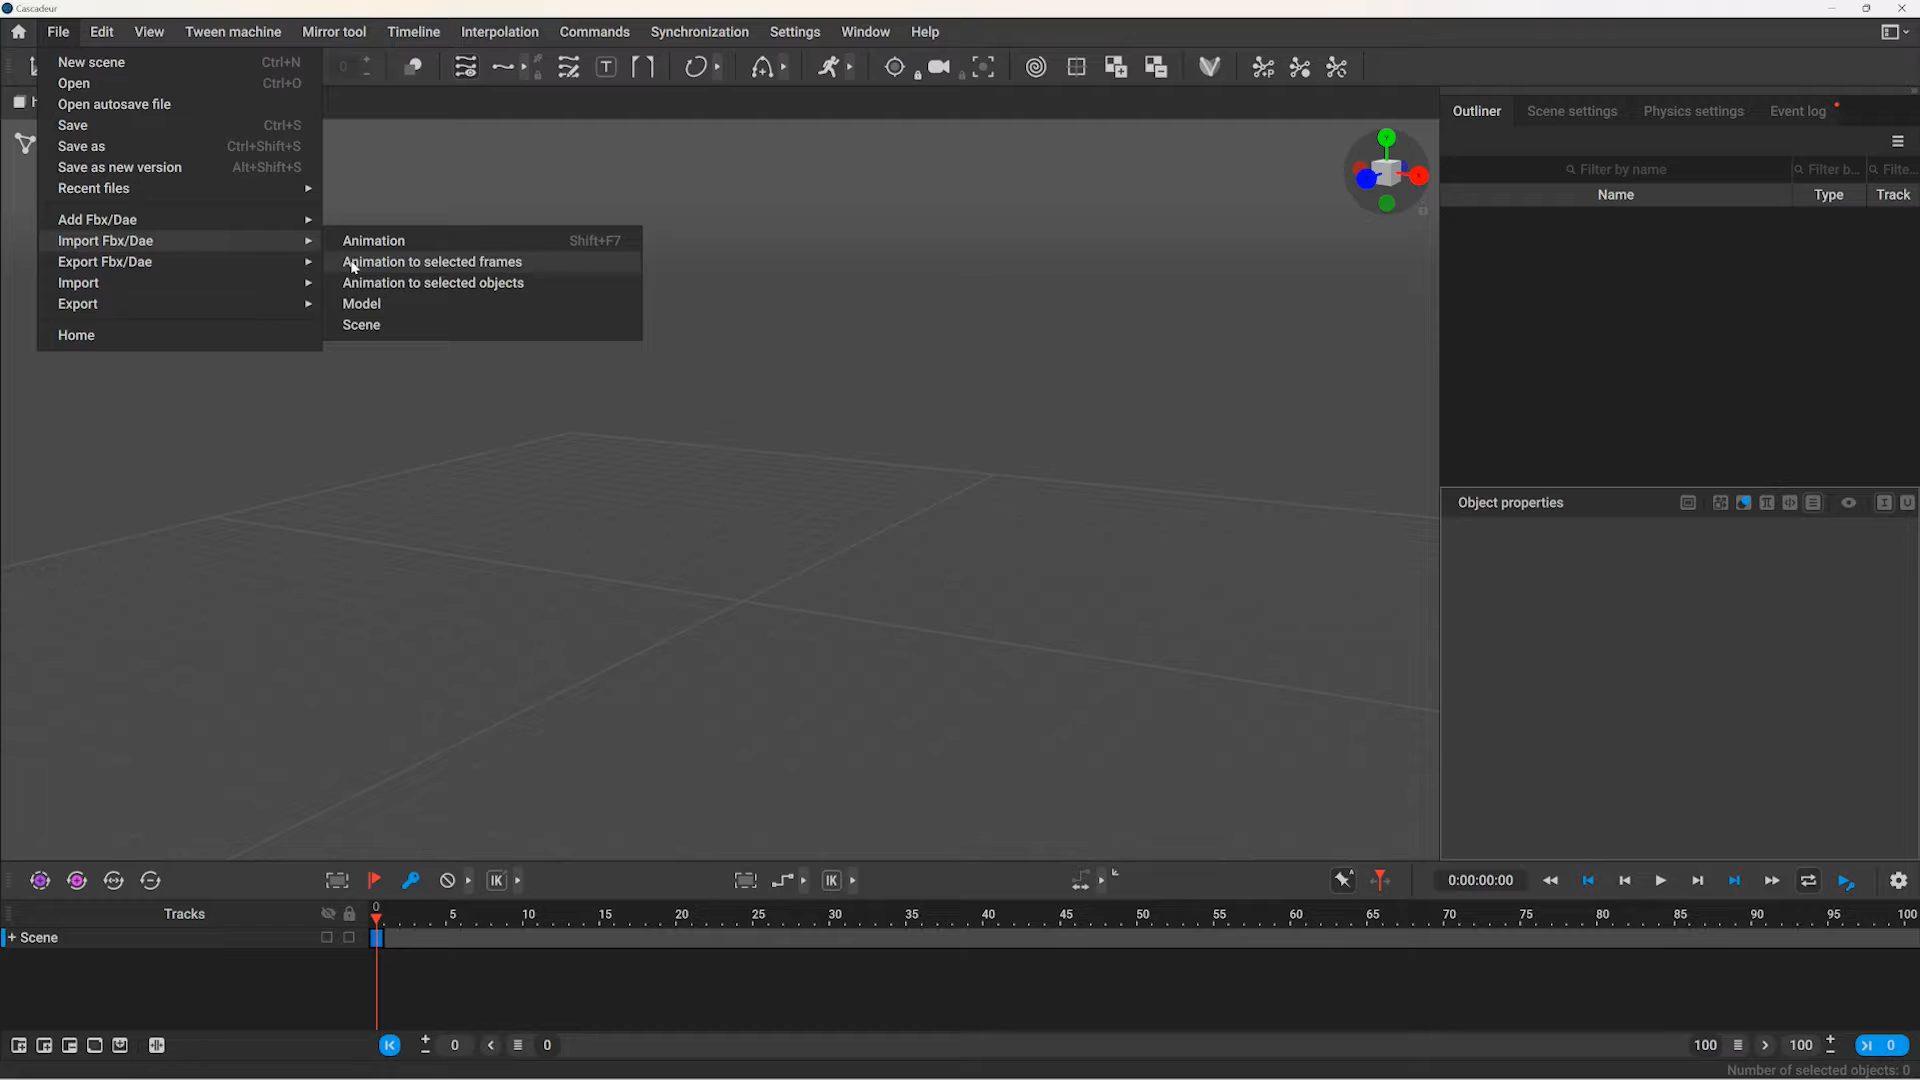 Cascadeur
File Edit View Tween machine Mirror tool Timeline Interpolation Commands Synchronization Settings Window Help
New scene Ctrl+N
Open Ctrl+O
Open autosave file
Save Ctrl+S
Save as Ctrl+Shift+S
Save as new version Alt+Shift+S
Recent files
Add Fbx/Dae
Import Fbx/Dae
Export Fbx/Dae
Import
Export
Home
Animation Shift+F7
Animation to selected frames
Animation to selected objects
Model
Scene
0
T
Y
X
Outliner Scene settings Physics settings Event log
Filter by name Filter b... Filte...
Name Type Track
Object properties
IK IK 0:00:00:00
Tracks
0 5 10 15 20 25 30 35 40 45 50 55 60 65 70 75 80 85 90 95 100
+ Scene
0 0 100 100 0
Number of selected objects: 0